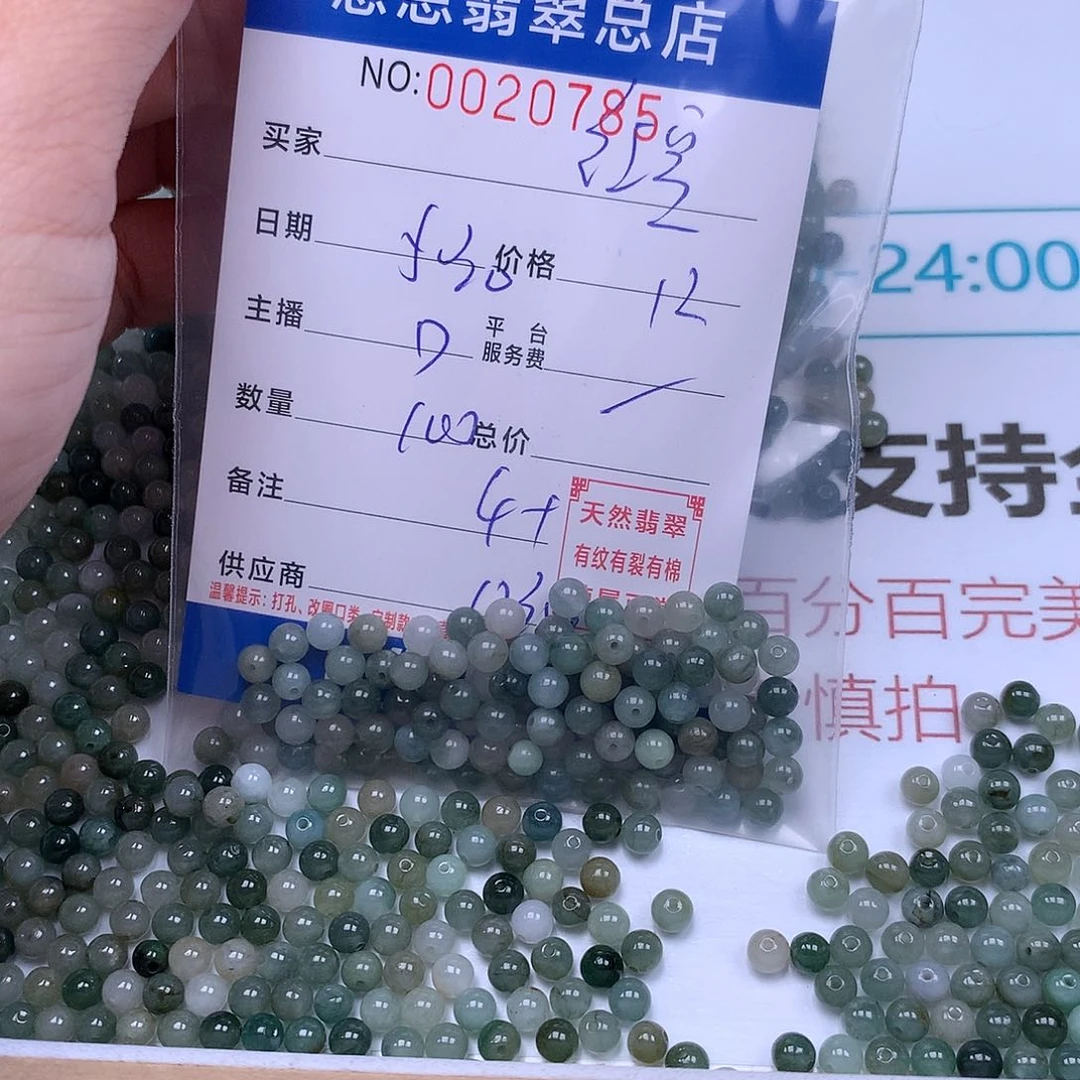 翡翠总店
NO:0020785
买家
日期 价格 12
主播 D 平台服务费
数量 100 总价
备注 4+
供应商
天然翡翠
有纹有裂有棉
温馨提示:打孔、改圈口类、定制款
-24:00
支持
百分百完美
慎拍